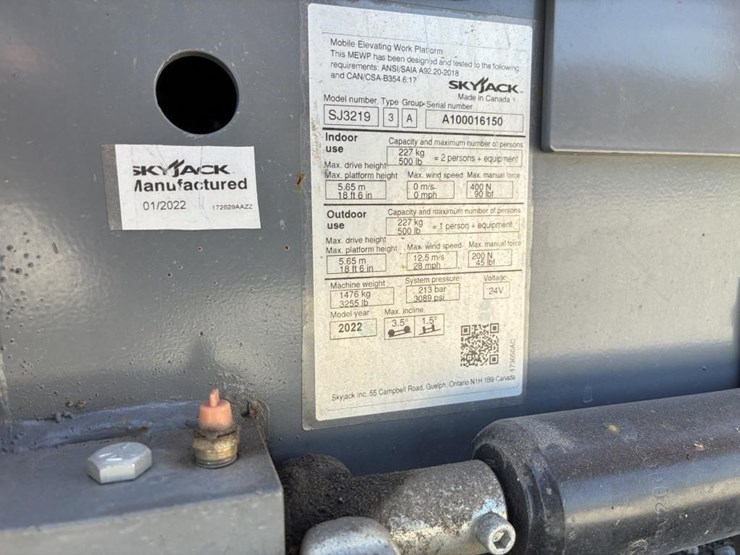 SKYJACK
Manufactured
01/2022 172829AAZZ
Mobile Elevating Work Platform
This MEWP has been designed and tested to the following
requirements: ANSI/SAIA A92.20-2018
and CAN/CSA-B354.6:17
SKYJACK
Made in Canada
Model number Type Group Serial number
SJ3219 3 A A100016150
Indoor use
Capacity and maximum number of persons
227 kg
500 lb = 2 persons + equipment
Max. drive height
Max. platform height Max. wind speed Max. manual force
5.65 m 0 m/s 400 N
18 ft 6 in 0 mph 90 lbf
Outdoor use
Capacity and maximum number of persons
227 kg
500 lb = 1 person + equipment
Max. drive height
Max. platform height Max. wind speed Max. manual force
5.65 m 12.5 m/s 200 N
18 ft 6 in 28 mph 45 lbf
Machine weight System pressure Voltage
1476 kg 213 bar 24V
3255 lb 3089 psi
Model year Max. incline
2022 3.5° 1.5°
173000AC
Skyjack Inc. 55 Campbell Road, Guelph, Ontario N1H 1B9 Canada